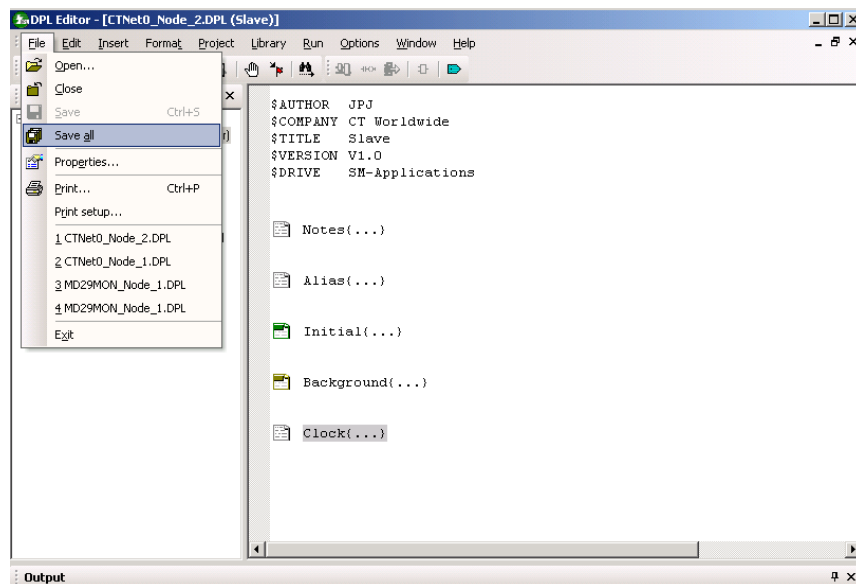 DPL Editor - [CTNet0_Node_2.DPL (Slave)]
File Edit Insert Format Project Library Run Options Window Help
Open...
Close
Save Ctrl+S
Save all
Properties...
Print... Ctrl+P
Print setup...
1 CTNet0_Node_2.DPL
2 CTNet0_Node_1.DPL
3 MD29MON_Node_1.DPL
4 MD29MON_Node_1.DPL
Exit
$AUTHOR JPJ
$COMPANY CT Worldwide
$TITLE Slave
$VERSION V1.0
$DRIVE SM-Applications
Notes{...}
Alias{...}
Initial{...}
Background{...}
Clock{...}
Output